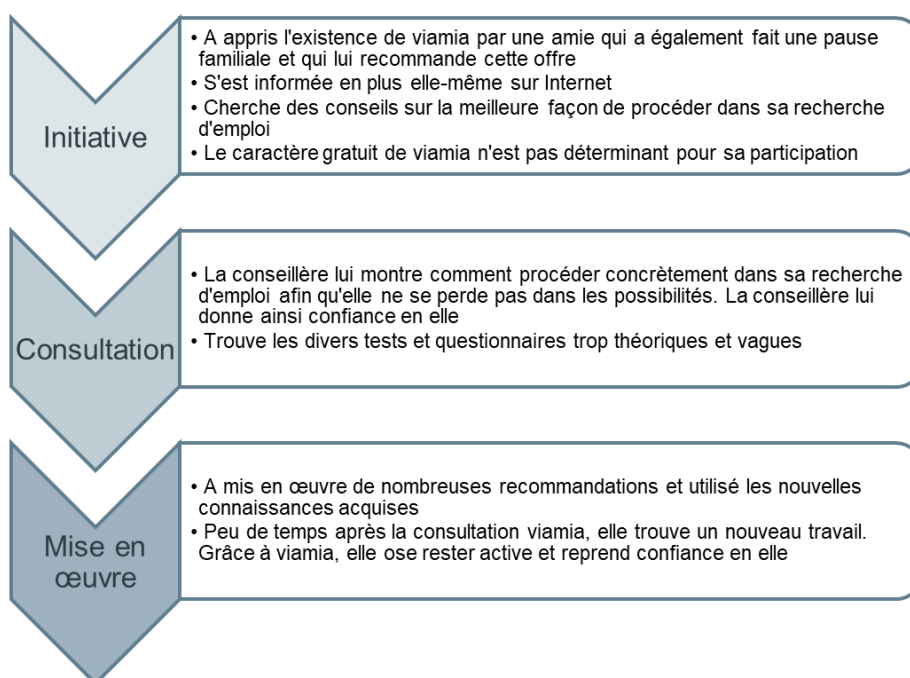 Initiative
• A appris l'existence de viamia par une amie qui a également fait une pause
familiale et qui lui recommande cette offre
• S'est informée en plus elle-même sur Internet
• Cherche des conseils sur la meilleure façon de procéder dans sa recherche
d'emploi
• Le caractère gratuit de viamia n'est pas déterminant pour sa participation
Consultation
• La conseillère lui montre comment procéder concrètement dans sa recherche
d'emploi afin qu'elle ne se perde pas dans les possibilités. La conseillère lui
donne ainsi confiance en elle
• Trouve les divers tests et questionnaires trop théoriques et vagues
Mise en
œuvre
• A mis en œuvre de nombreuses recommandations et utilisé les nouvelles
connaissances acquises
• Peu de temps après la consultation viamia, elle trouve un nouveau travail.
Grâce à viamia, elle ose rester active et reprend confiance en elle